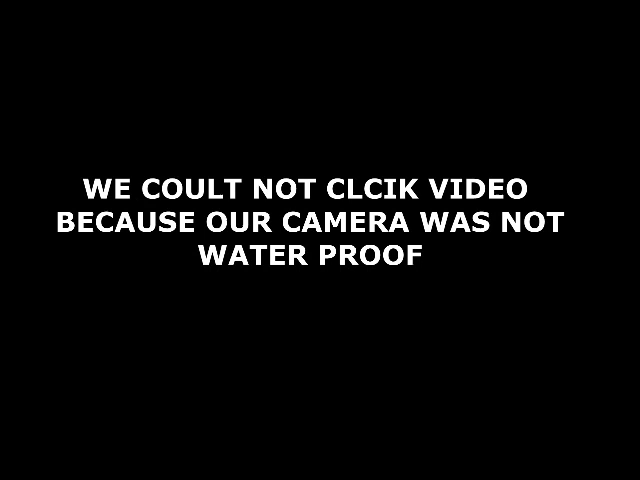 WE COULT NOT CLCIK VIDEO
BECAUSE OUR CAMERA WAS NOT
WATER PROOF